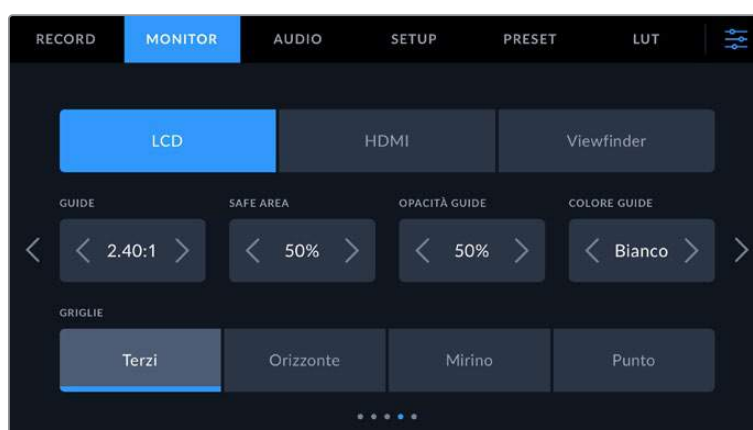 RECORD MONITOR AUDIO SETUP PRESET LUT
LCD HDMI Viewfinder
GUIDE SAFE AREA OPACITÀ GUIDE COLORE GUIDE
2.40:1 50% 50% Bianco
GRIGLIE
Terzi Orizzonte Mirino Punto